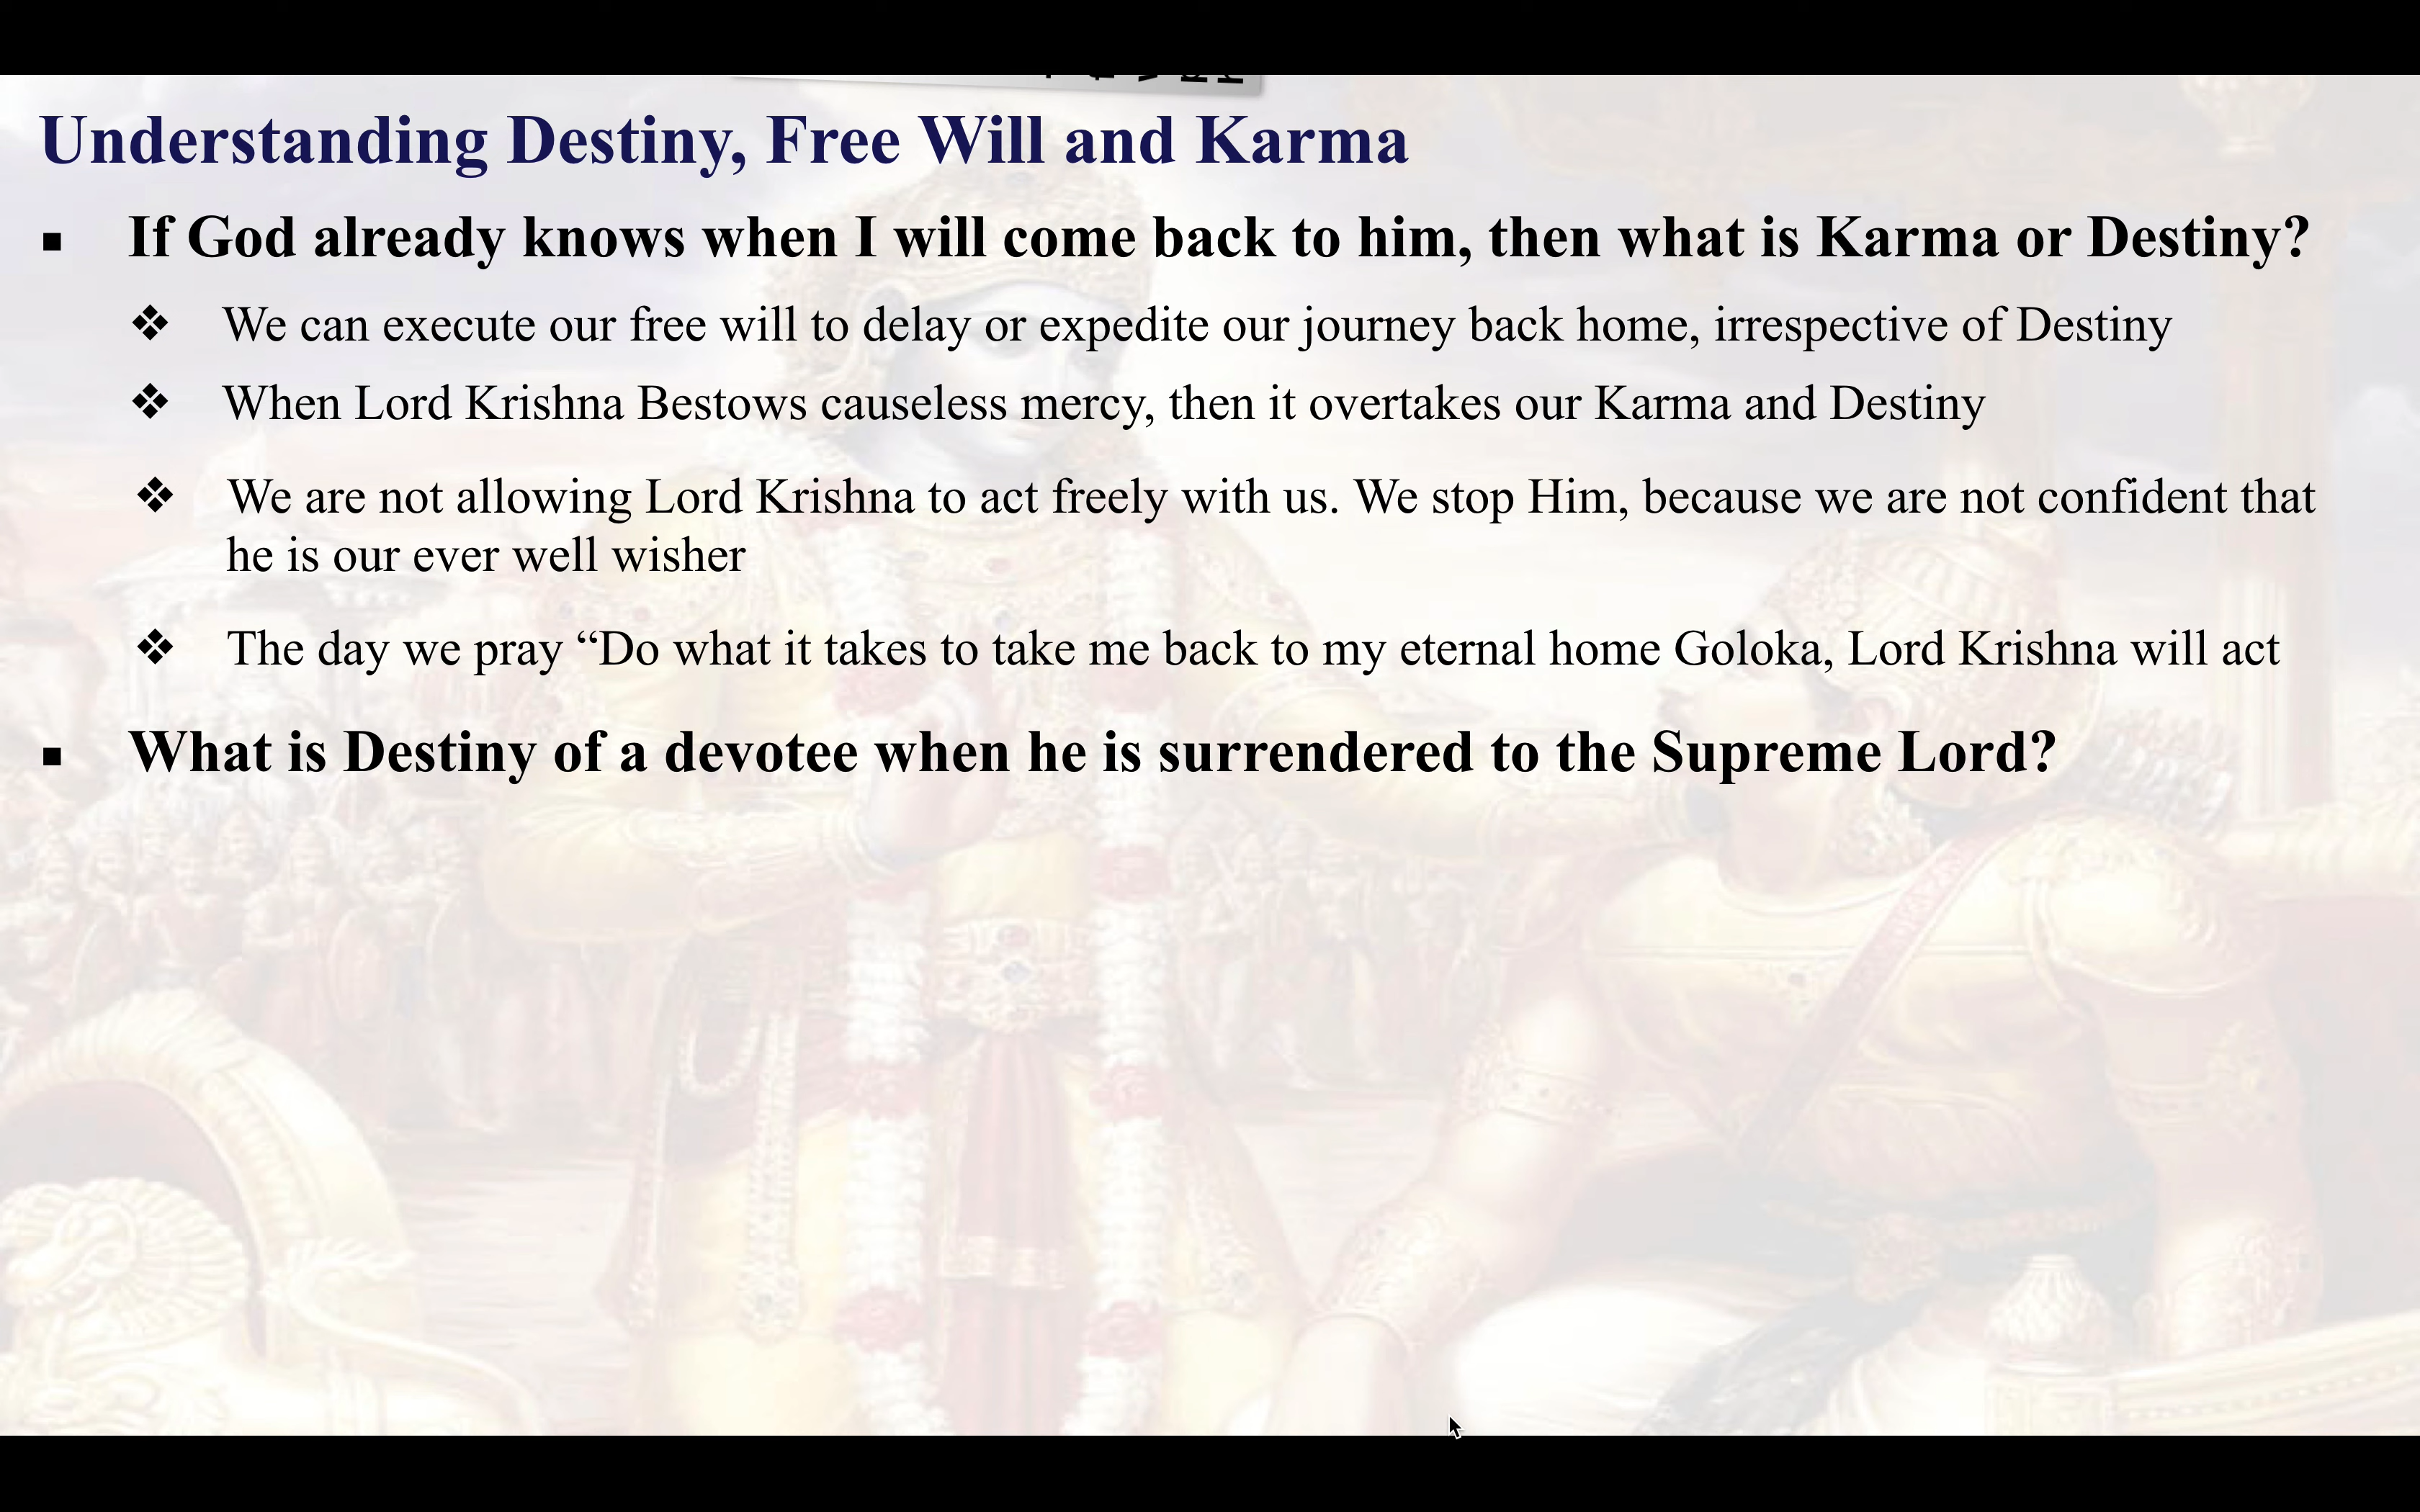 Understanding Destiny, Free Will and Karma
▪ If God already knows when I will come back to him, then what is Karma or Destiny?
❖ We can execute our free will to delay or expedite our journey back home, irrespective of Destiny
❖ When Lord Krishna Bestows causeless mercy, then it overtakes our Karma and Destiny
❖ We are not allowing Lord Krishna to act freely with us. We stop Him, because we are not confident that
he is our ever well wisher
❖ The day we pray “Do what it takes to take me back to my eternal home Goloka, Lord Krishna will act
▪ What is Destiny of a devotee when he is surrendered to the Supreme Lord?